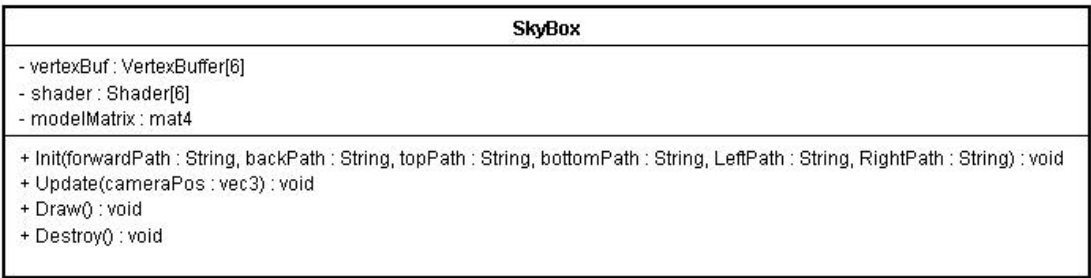 SkyBox
- vertexBuf : VertexBuffer[6]
- shader : Shader[6]
- modelMatrix : mat4
+ Init(forwardPath : String, backPath : String, topPath : String, bottomPath : String, LeftPath : String, RightPath : String) : void
+ Update(cameraPos : vec3) : void
+ Draw() : void
+ Destroy() : void